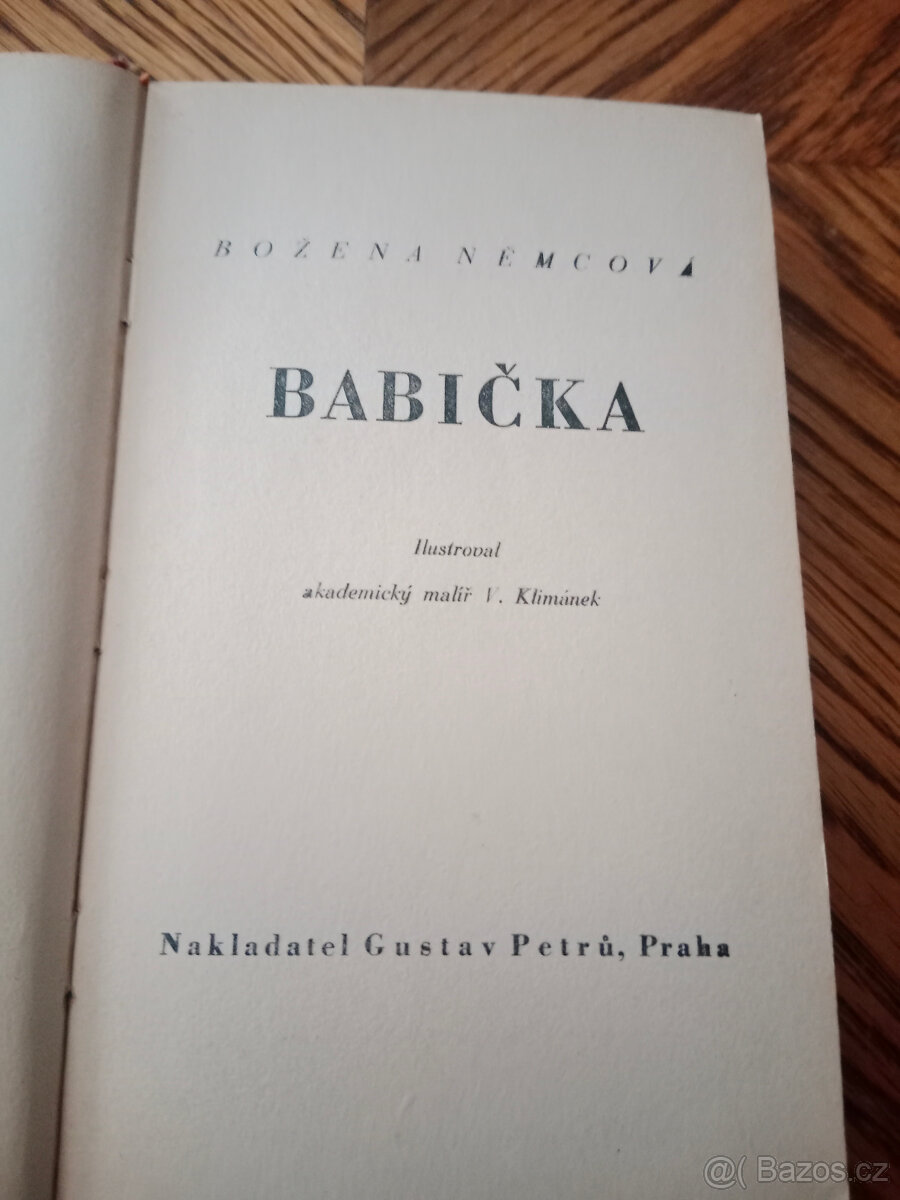 BOŽENA NĚMCOVÁ
BABIČKA
Ilustroval
akademický malíř V. Klimánek
Nakladatel Gustav Petrů, Praha
@( Bazos.cz